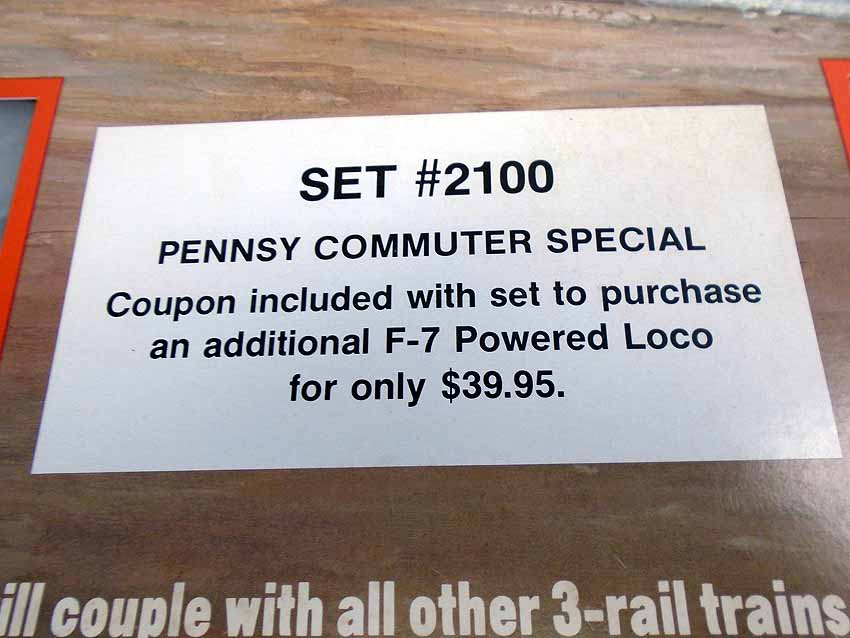 SET #2100
PENNSY COMMUTER SPECIAL
Coupon included with set to purchase
an additional F-7 Powered Loco
for only $39.95.
ill couple with all other 3-rail trains